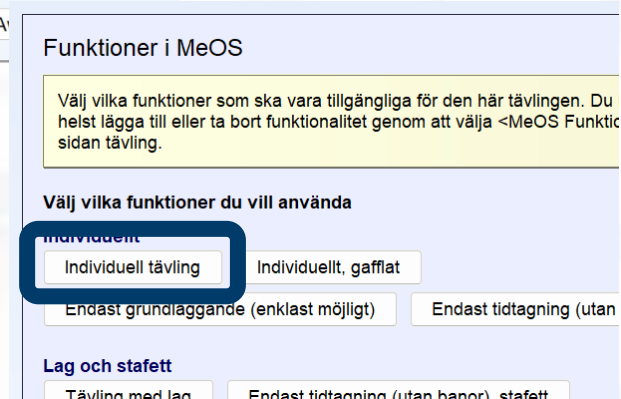 Funktioner i MeOS
Välj vilka funktioner som ska vara tillgängliga för den här tävlingen. Du
helst lägga till eller ta bort funktionalitet genom att välja <MeOS Funktio
sidan tävling.
Välj vilka funktioner du vill använda
Individuellt
Individuell tävling Individuellt, gafflat
Endast grundläggande (enklast möjligt) Endast tidtagning (utan
Lag och stafett
Tävling med lag Endast tidtagning (utan banor), stafett